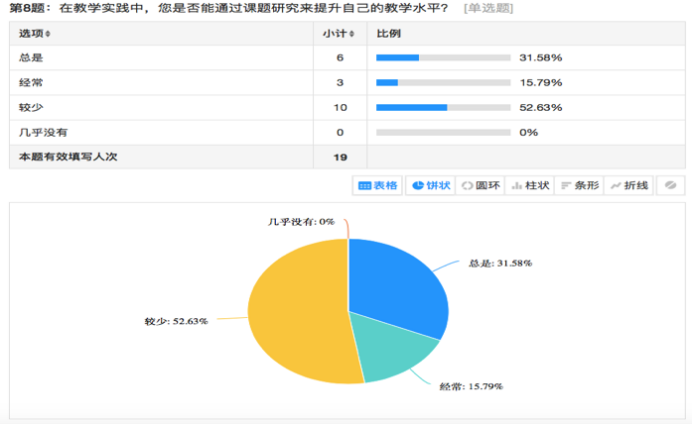 第8题：在教学实践中，您是否能通过课题研究来提升自己的教学水平？ [单选题]
选项 小计 比例
总是 6 31.58%
经常 3 15.79%
较少 10 52.63%
几乎没有 0 0%
本题有效填写人次 19
表格 饼状 圆环 柱状 条形 折线
几乎没有: 0%
总是: 31.58%
较少: 52.63%
经常: 15.79%